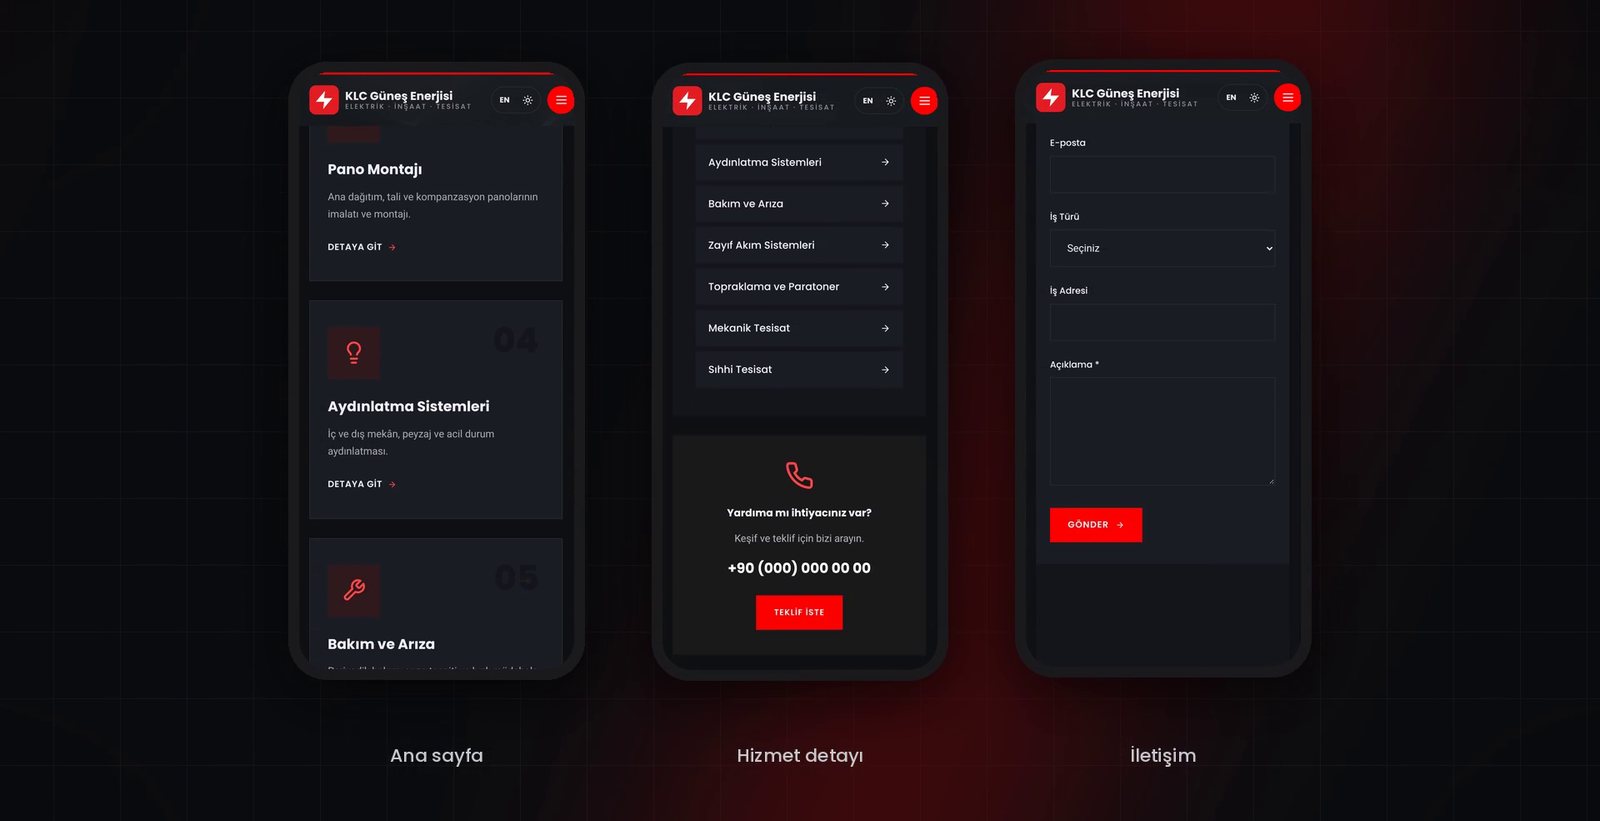 KLC Güneş Enerjisi
ELEKTRİK · İNŞAAT · TESİSAT
EN
Pano Montajı
Ana dağıtım, tali ve kompanzasyon panolarının
imalatı ve montajı.
DETAYA GİT →
04
Aydınlatma Sistemleri
İç ve dış mekân, peyzaj ve acil durum
aydınlatması.
DETAYA GİT →
05
Bakım ve Arıza
Ana sayfa
KLC Güneş Enerjisi
ELEKTRİK · İNŞAAT · TESİSAT
EN
Aydınlatma Sistemleri →
Bakım ve Arıza →
Zayıf Akım Sistemleri →
Topraklama ve Paratoner →
Mekanik Tesisat →
Sıhhi Tesisat →
Yardıma mı ihtiyacınız var?
Keşif ve teklif için bizi arayın.
+90 (000) 000 00 00
TEKLİF İSTE
Hizmet detayı
KLC Güneş Enerjisi
ELEKTRİK · İNŞAAT · TESİSAT
EN
E-posta
İş Türü
Seçiniz
İş Adresi
Açıklama *
GÖNDER →
İletişim